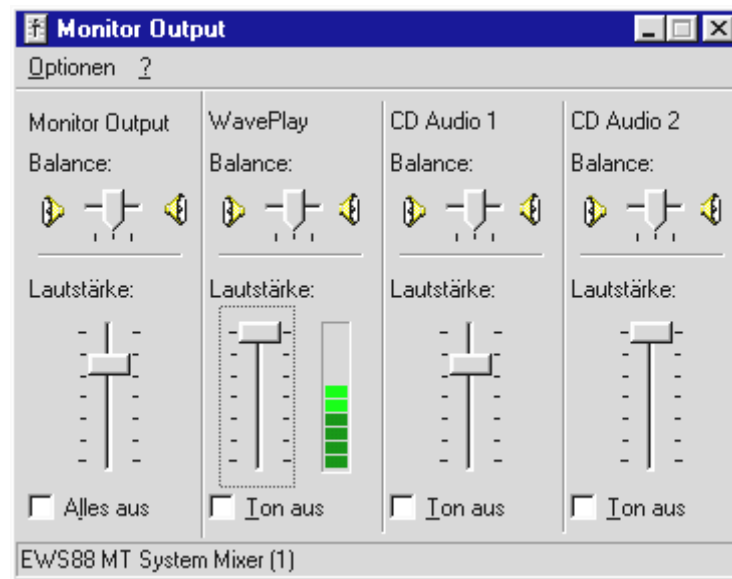 Monitor Output
Optionen ?
Monitor Output WavePlay CD Audio 1 CD Audio 2
Balance: Balance: Balance: Balance:
Lautstärke: Lautstärke: Lautstärke: Lautstärke:
Alles aus Ton aus Ton aus Ton aus
EWS88 MT System Mixer (1)